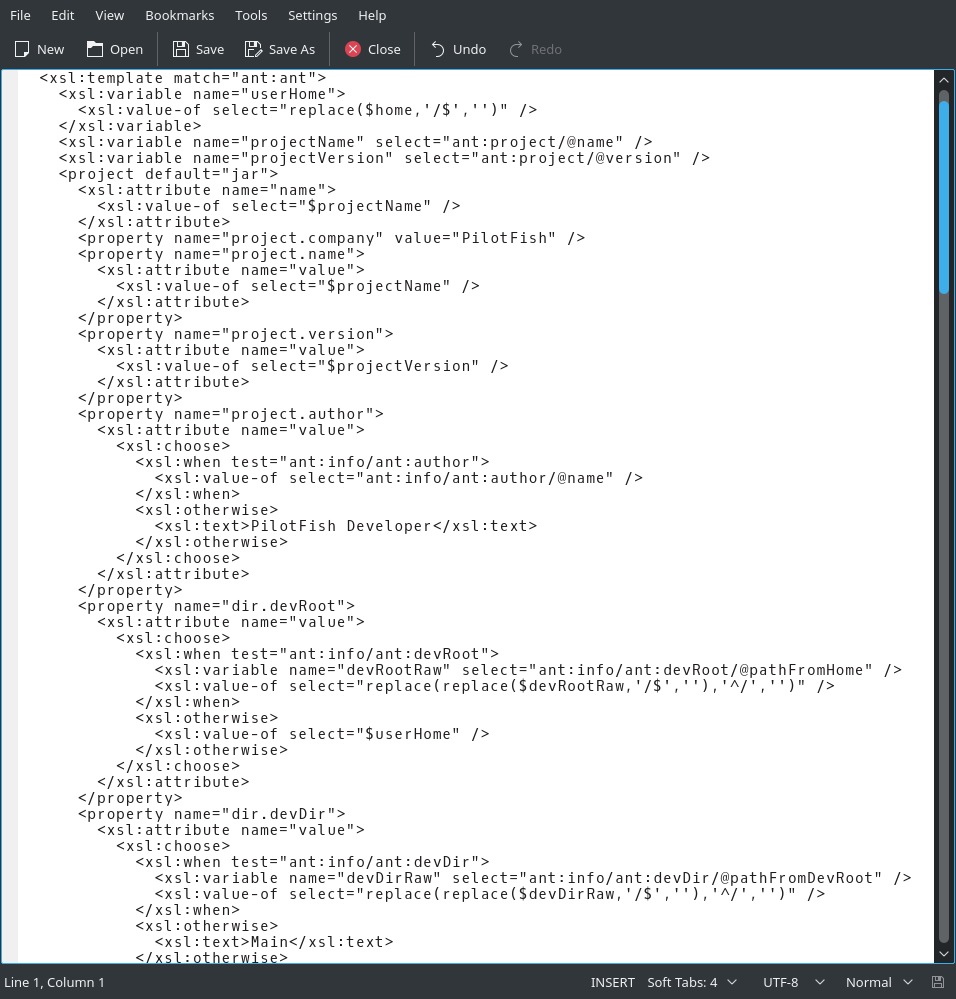 File Edit View Bookmarks Tools Settings Help
New Open Save Save As Close Undo Redo
<xsl:template match="ant:ant">
  <xsl:variable name="userHome">
    <xsl:value-of select="replace($home,'/$','')" />
  </xsl:variable>
  <xsl:variable name="projectName" select="ant:project/@name" />
  <xsl:variable name="projectVersion" select="ant:project/@version" />
  <project default="jar">
    <xsl:attribute name="name">
      <xsl:value-of select="$projectName" />
    </xsl:attribute>
    <property name="project.company" value="PilotFish" />
    <property name="project.name">
      <xsl:attribute name="value">
        <xsl:value-of select="$projectName" />
      </xsl:attribute>
    </property>
    <property name="project.version">
      <xsl:attribute name="value">
        <xsl:value-of select="$projectVersion" />
      </xsl:attribute>
    </property>
    <property name="project.author">
      <xsl:attribute name="value">
        <xsl:choose>
          <xsl:when test="ant:info/ant:author">
            <xsl:value-of select="ant:info/ant:author/@name" />
          </xsl:when>
          <xsl:otherwise>
            <xsl:text>PilotFish Developer</xsl:text>
          </xsl:otherwise>
        </xsl:choose>
      </xsl:attribute>
    </property>
    <property name="dir.devRoot">
      <xsl:attribute name="value">
        <xsl:choose>
          <xsl:when test="ant:info/ant:devRoot">
            <xsl:variable name="devRootRaw" select="ant:info/ant:devRoot/@pathFromHome" />
            <xsl:value-of select="replace(replace($devRootRaw,'/$',''),'^/','')" />
          </xsl:when>
          <xsl:otherwise>
            <xsl:value-of select="$userHome" />
          </xsl:otherwise>
        </xsl:choose>
      </xsl:attribute>
    </property>
    <property name="dir.devDir">
      <xsl:attribute name="value">
        <xsl:choose>
          <xsl:when test="ant:info/ant:devDir">
            <xsl:variable name="devDirRaw" select="ant:info/ant:devDir/@pathFromDevRoot" />
            <xsl:value-of select="replace(replace($devDirRaw,'/$',''),'^/','')" />
          </xsl:when>
          <xsl:otherwise>
            <xsl:text>Main</xsl:text>
          </xsl:otherwise>
Line 1, Column 1 INSERT Soft Tabs: 4 UTF-8 Normal